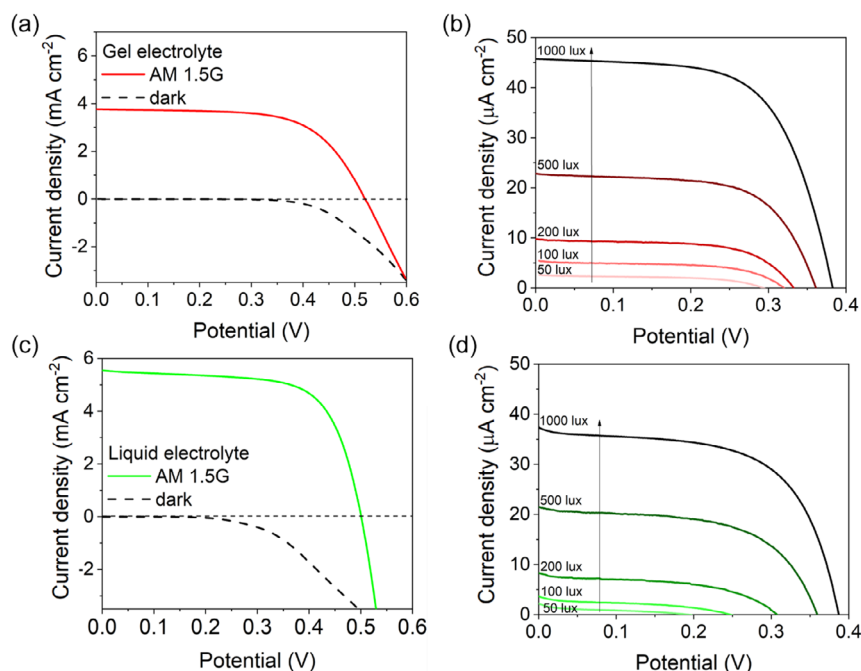 (a)
Current density (mA cm⁻²)
6
4
2
0
-2
Gel electrolyte
AM 1.5G
dark
0.0 0.1 0.2 0.3 0.4 0.5 0.6
Potential (V)
(b)
Current density (µA cm⁻²)
50
40
30
20
10
0
1000 lux
500 lux
200 lux
100 lux
50 lux
0.0 0.1 0.2 0.3 0.4
Potential (V)
(c)
Current density (mA cm⁻²)
6
4
2
0
-2
Liquid electrolyte
AM 1.5G
dark
0.0 0.1 0.2 0.3 0.4 0.5 0.6
Potential (V)
(d)
Current density (µA cm⁻²)
50
40
30
20
10
0
1000 lux
500 lux
200 lux
100 lux
50 lux
0.0 0.1 0.2 0.3 0.4
Potential (V)